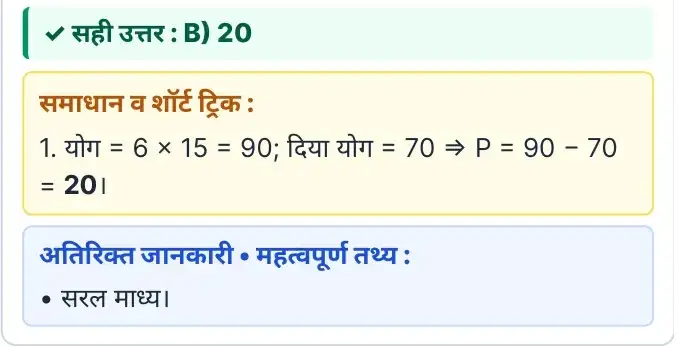 ✓ सही उत्तर : B) 20
समाधान व शॉर्ट ट्रिक :
1. योग = 6 × 15 = 90; दिया योग = 70 ⇒ P = 90 − 70
= 20।
अतिरिक्त जानकारी • महत्वपूर्ण तथ्य :
• सरल माध्य।